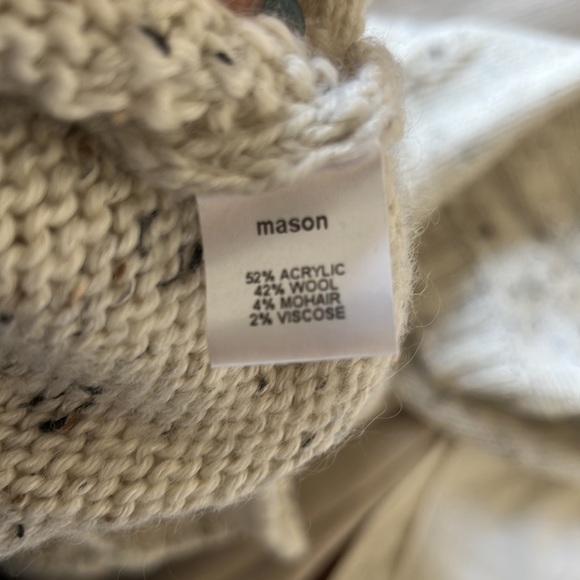 mason
52% ACRYLIC
42% WOOL
4% MOHAIR
2% VISCOSE